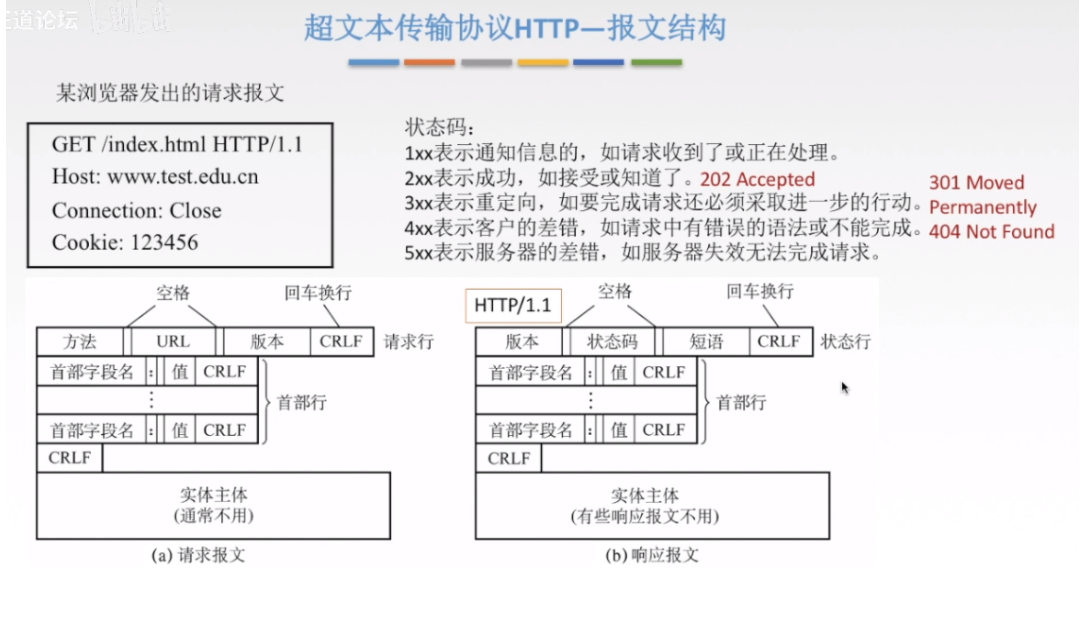 道论坛
超文本传输协议HTTP—报文结构
某浏览器发出的请求报文
GET /index.html HTTP/1.1
Host: www.test.edu.cn
Connection: Close
Cookie: 123456
状态码：
1xx表示通知信息的，如请求收到了或正在处理。
2xx表示成功，如接受或知道了。202 Accepted
3xx表示重定向，如要完成请求还必须采取进一步的行动。301 Moved Permanently
4xx表示客户的差错，如请求中有错误的语法或不能完成。404 Not Found
5xx表示服务器的差错，如服务器失效无法完成请求。
空格 回车换行
方法 URL 版本 CRLF 请求行
首部字段名 : 值 CRLF
⋮ 首部行
首部字段名 : 值 CRLF
CRLF
实体主体
(通常不用)
(a) 请求报文
HTTP/1.1 空格 回车换行
版本 状态码 短语 CRLF 状态行
首部字段名 : 值 CRLF
⋮ 首部行
首部字段名 : 值 CRLF
CRLF
实体主体
(有些响应报文不用)
(b) 响应报文